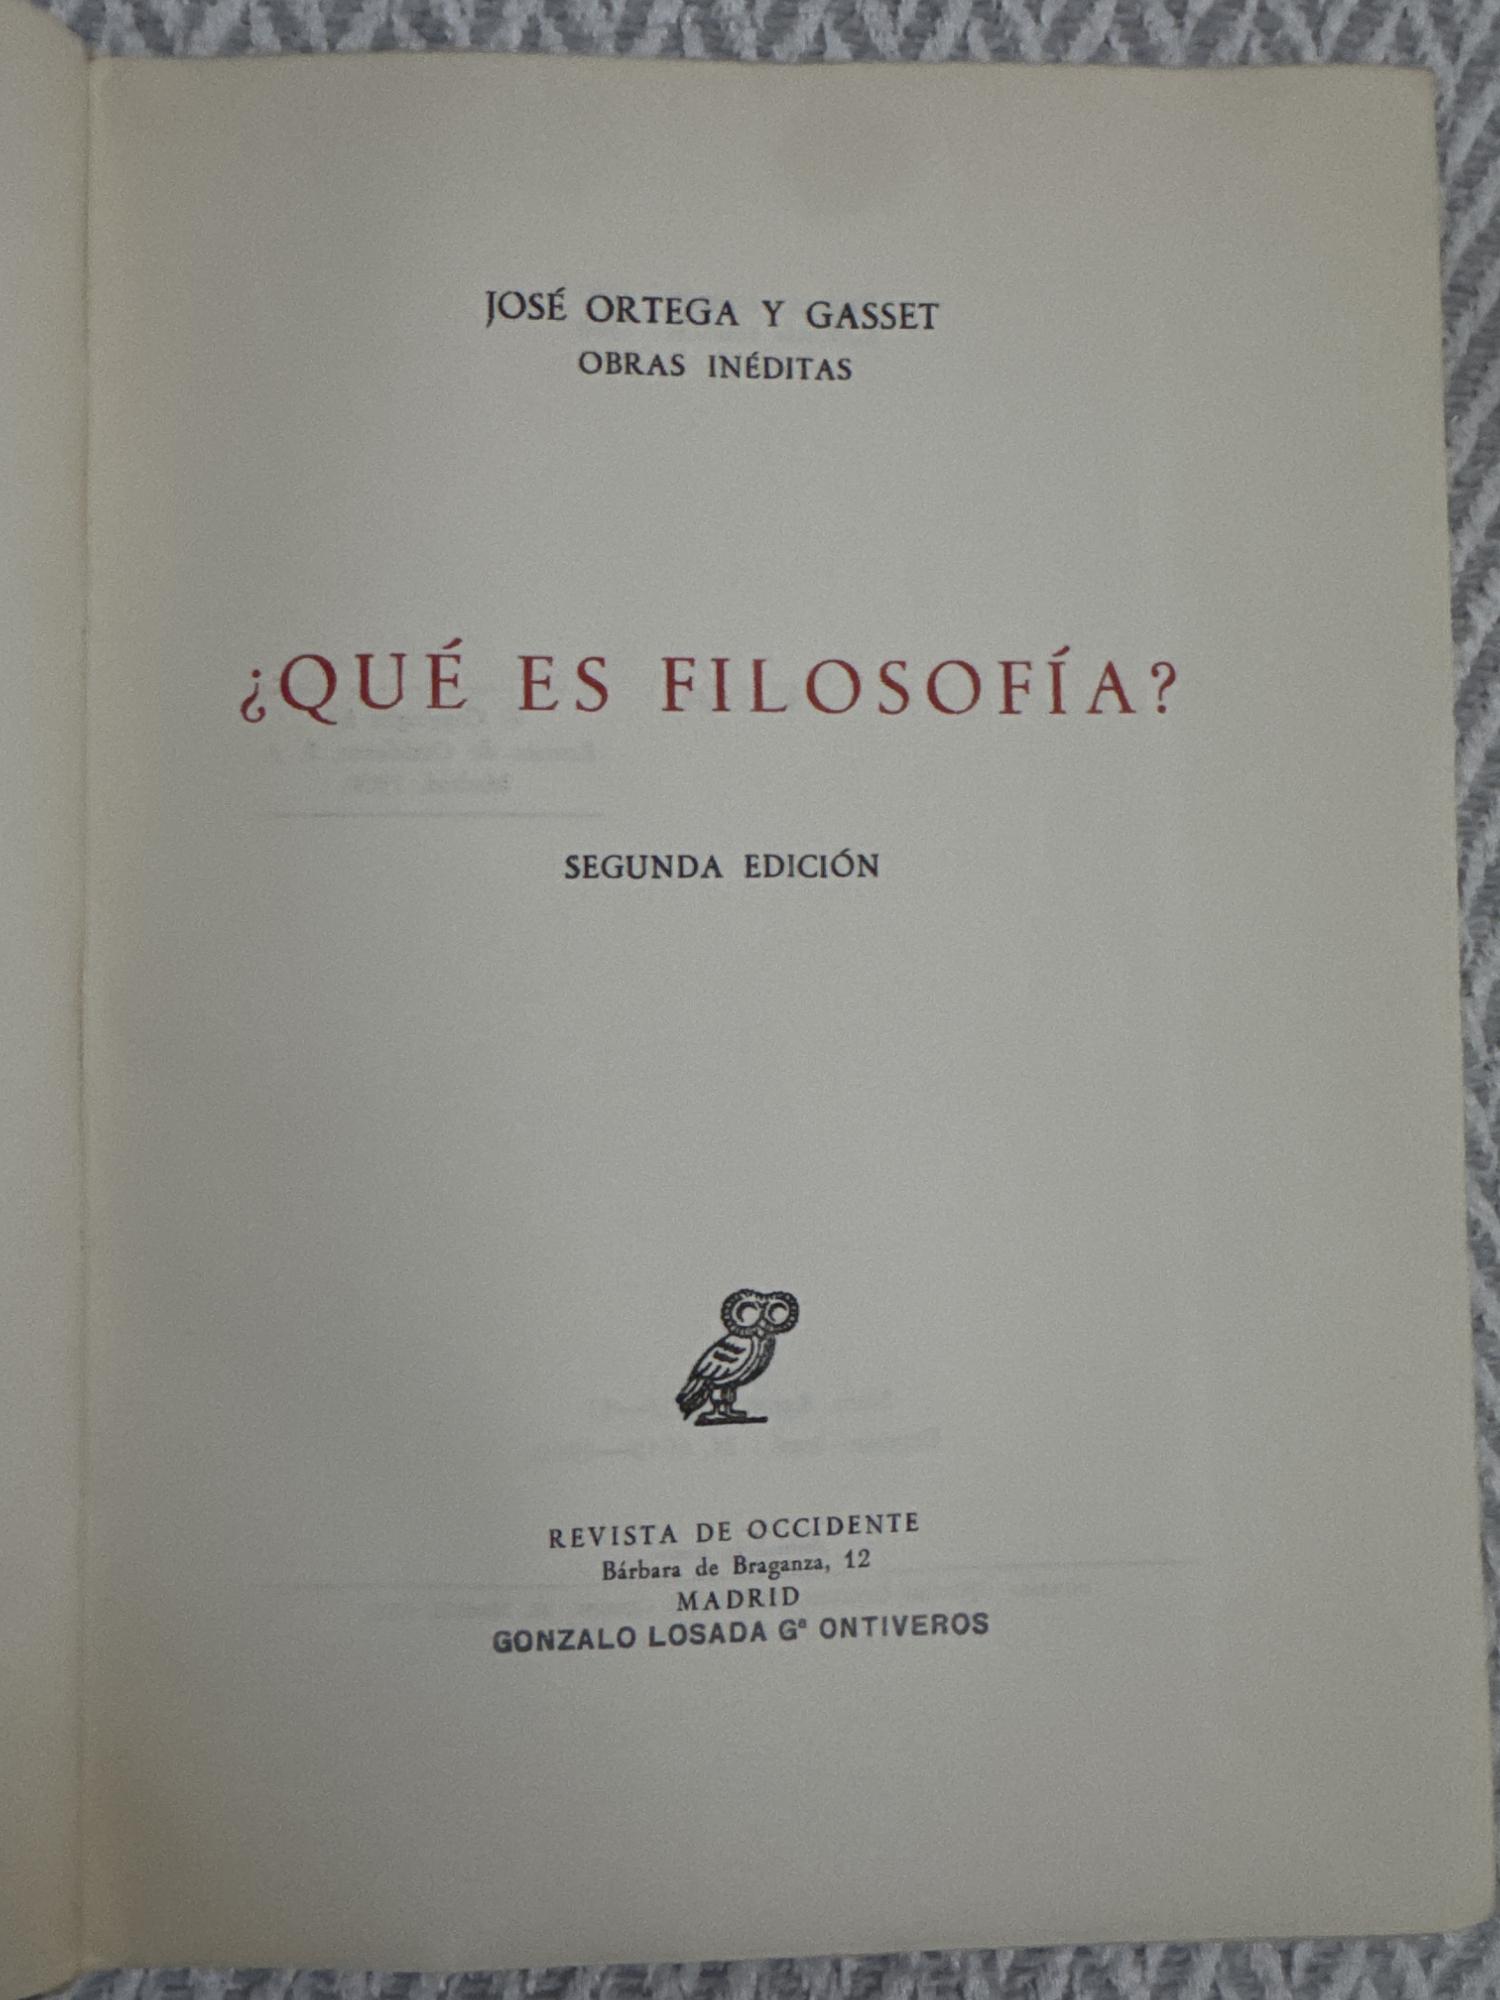 JOSÉ ORTEGA Y GASSET
OBRAS INÉDITAS
¿QUÉ ES FILOSOFÍA?
SEGUNDA EDICIÓN
REVISTA DE OCCIDENTE
Bárbara de Braganza, 12
MADRID
GONZALO LOSADA Gª ONTIVEROS